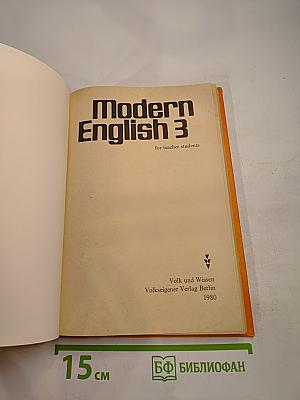 Modern
English 3
for teacher students
Volk und Wissen
Volkseigener Verlag Berlin
1980
15 см
БФ БИБЛИОФАН